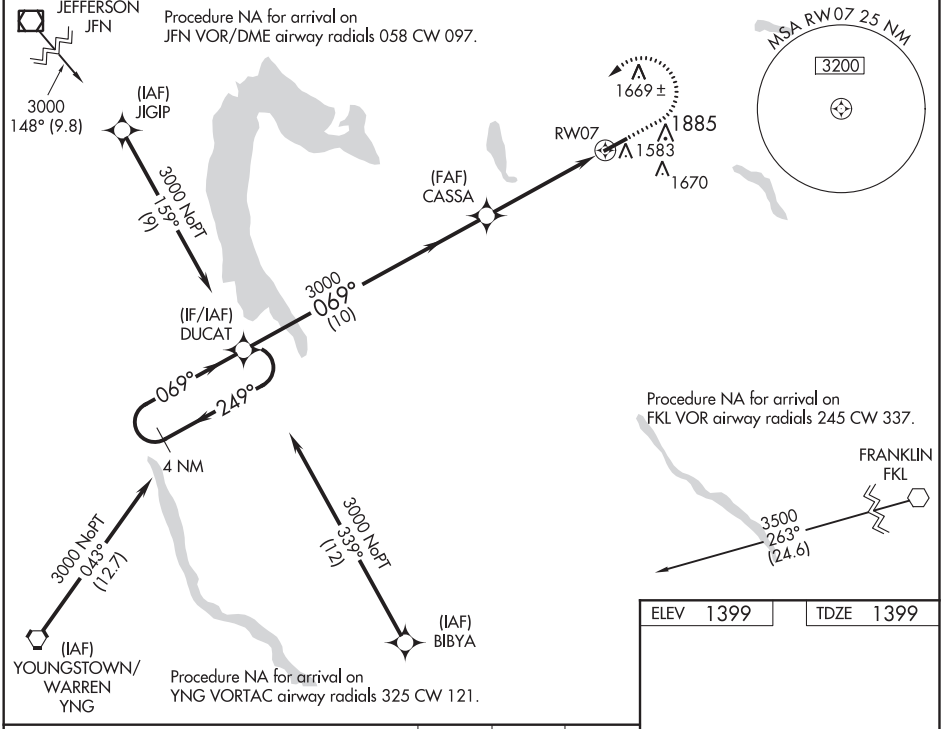 JEFFERSON
JFN
Procedure NA for arrival on
JFN VOR/DME airway radials 058 CW 097.
3000
148° (9.8)
(IAF)
JIGIP
3000 NoPT
159°
(9)
MSA RW07 25 NM
3200
1669 ±
RW07
1885
1583
1670
(FAF)
CASSA
3000
069°
(10)
(IF/IAF)
DUCAT
069°
249°
4 NM
Procedure NA for arrival on
FKL VOR airway radials 245 CW 337.
FRANKLIN
FKL
3500
263°
(24.6)
3000 NoPT
043°
(12.7)
3000 NoPT
339°
(12)
(IAF)
BIBYA
(IAF)
YOUNGSTOWN/
WARREN
YNG
Procedure NA for arrival on
YNG VORTAC airway radials 325 CW 121.
ELEV 1399
TDZE 1399